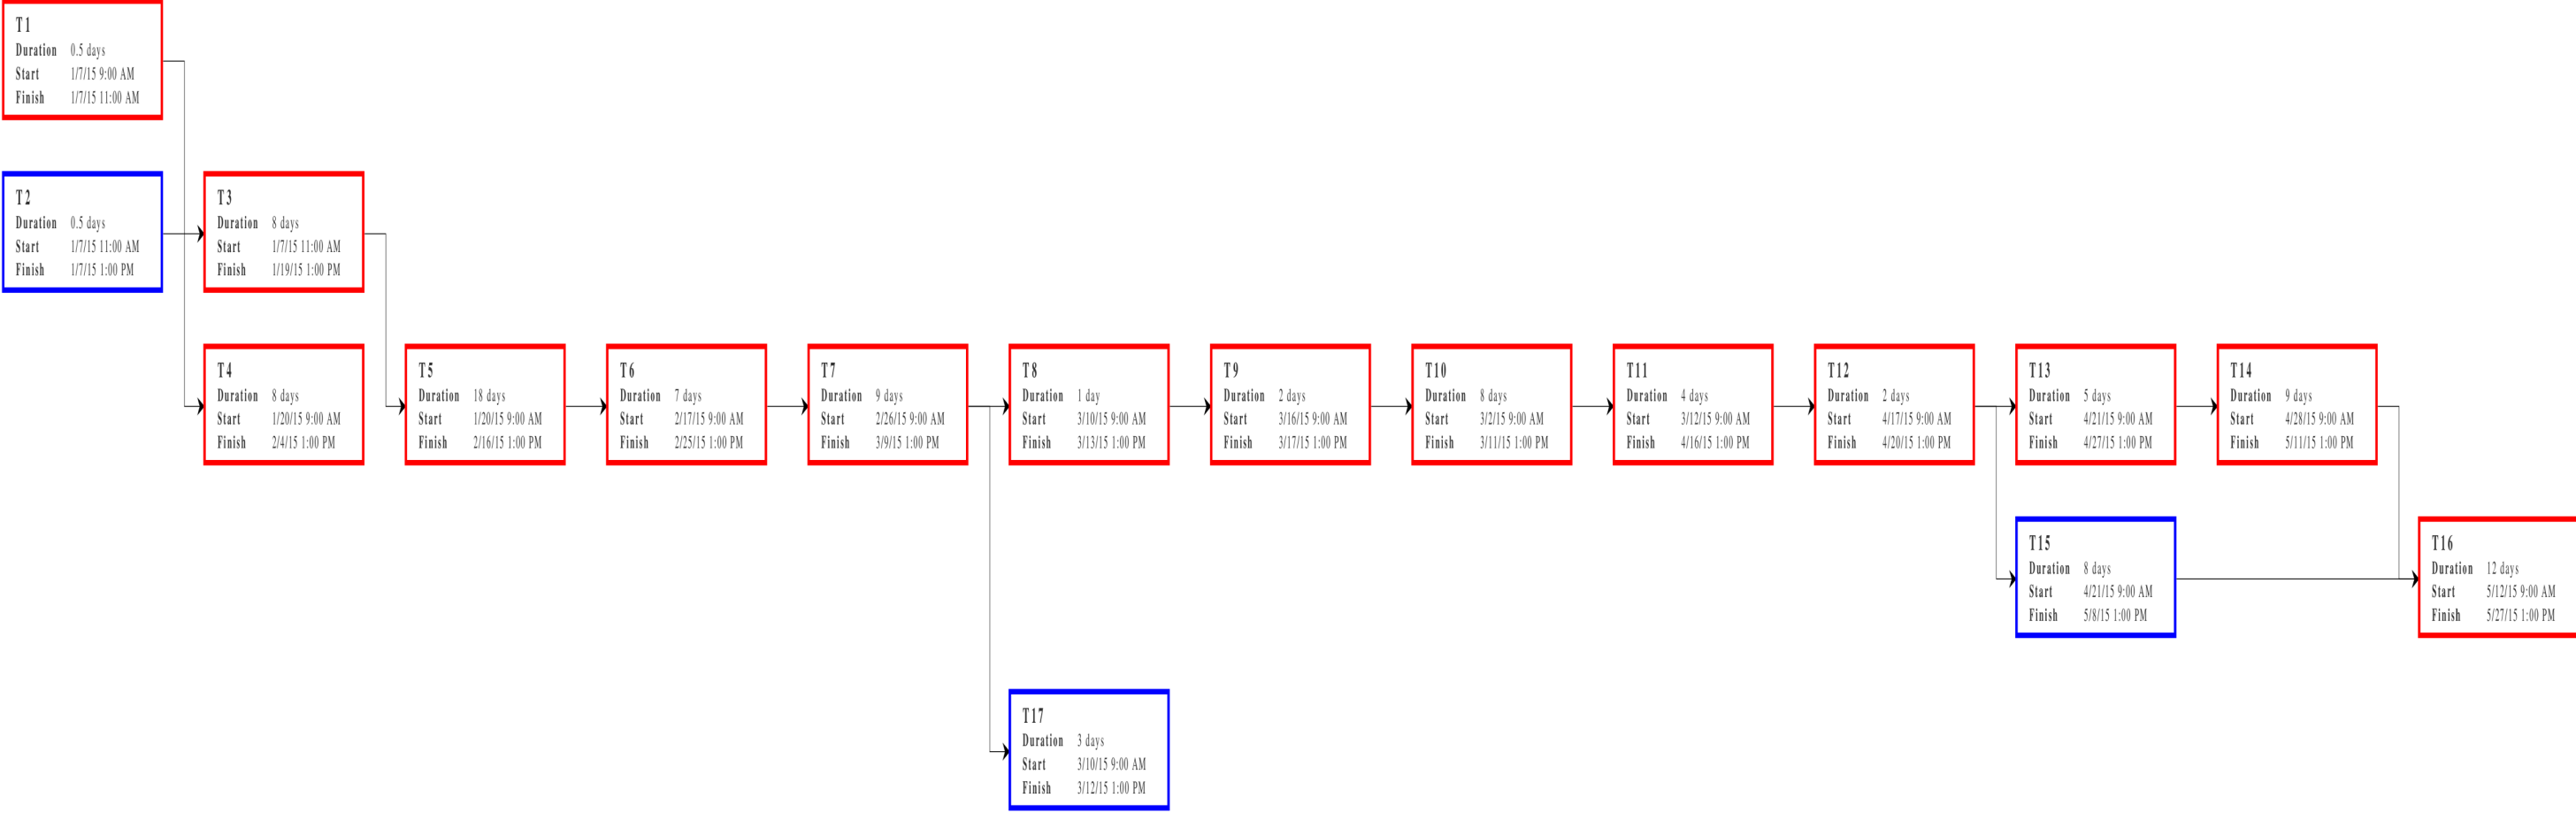 T1
Duration 0.5 days
Start 1/7/15 9:00 AM
Finish 1/7/15 11:00 AM
T2
Duration 0.5 days
Start 1/7/15 11:00 AM
Finish 1/7/15 1:00 PM
T3
Duration 8 days
Start 1/7/15 11:00 AM
Finish 1/19/15 1:00 PM
T4
Duration 8 days
Start 1/20/15 9:00 AM
Finish 2/4/15 1:00 PM
T5
Duration 18 days
Start 1/20/15 9:00 AM
Finish 2/16/15 1:00 PM
T6
Duration 7 days
Start 2/17/15 9:00 AM
Finish 2/25/15 1:00 PM
T7
Duration 9 days
Start 2/26/15 9:00 AM
Finish 3/9/15 1:00 PM
T8
Duration 1 day
Start 3/10/15 9:00 AM
Finish 3/13/15 1:00 PM
T9
Duration 2 days
Start 3/16/15 9:00 AM
Finish 3/17/15 1:00 PM
T10
Duration 8 days
Start 3/2/15 9:00 AM
Finish 3/11/15 1:00 PM
T11
Duration 4 days
Start 3/12/15 9:00 AM
Finish 4/16/15 1:00 PM
T12
Duration 2 days
Start 4/17/15 9:00 AM
Finish 4/20/15 1:00 PM
T13
Duration 5 days
Start 4/21/15 9:00 AM
Finish 4/27/15 1:00 PM
T14
Duration 9 days
Start 4/28/15 9:00 AM
Finish 5/11/15 1:00 PM
T15
Duration 8 days
Start 4/21/15 9:00 AM
Finish 5/8/15 1:00 PM
T16
Duration 12 days
Start 5/12/15 9:00 AM
Finish 5/27/15 1:00 PM
T17
Duration 3 days
Start 3/10/15 9:00 AM
Finish 3/12/15 1:00 PM